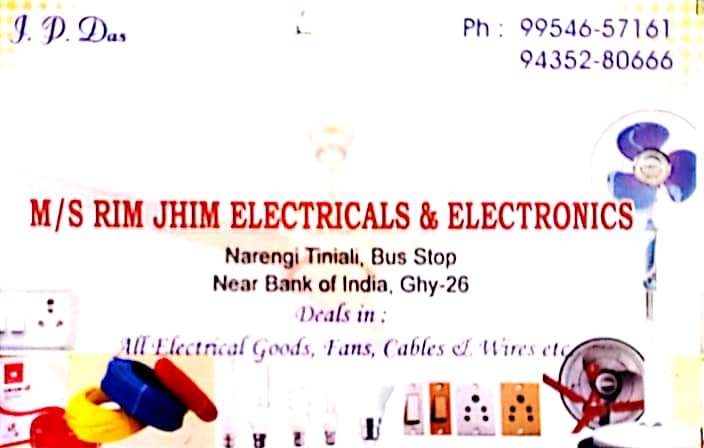 J. P. Das
Ph : 99546-57161
94352-80666
M/S RIM JHIM ELECTRICALS & ELECTRONICS
Narengi Tiniali, Bus Stop
Near Bank of India, Ghy-26
Deals in :
All Electrical Goods, Fans, Cables & Wires etc